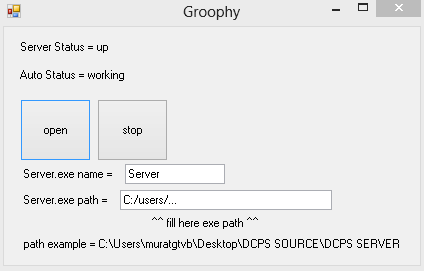 Groophy
Server Status = up
Auto Status = working
open stop
Server.exe name = Server
Server.exe path = C:/users/...
^^ fill here exe path ^^
path example = C:\Users\muratgtvb\Desktop\DCPS SOURCE\DCPS SERVER